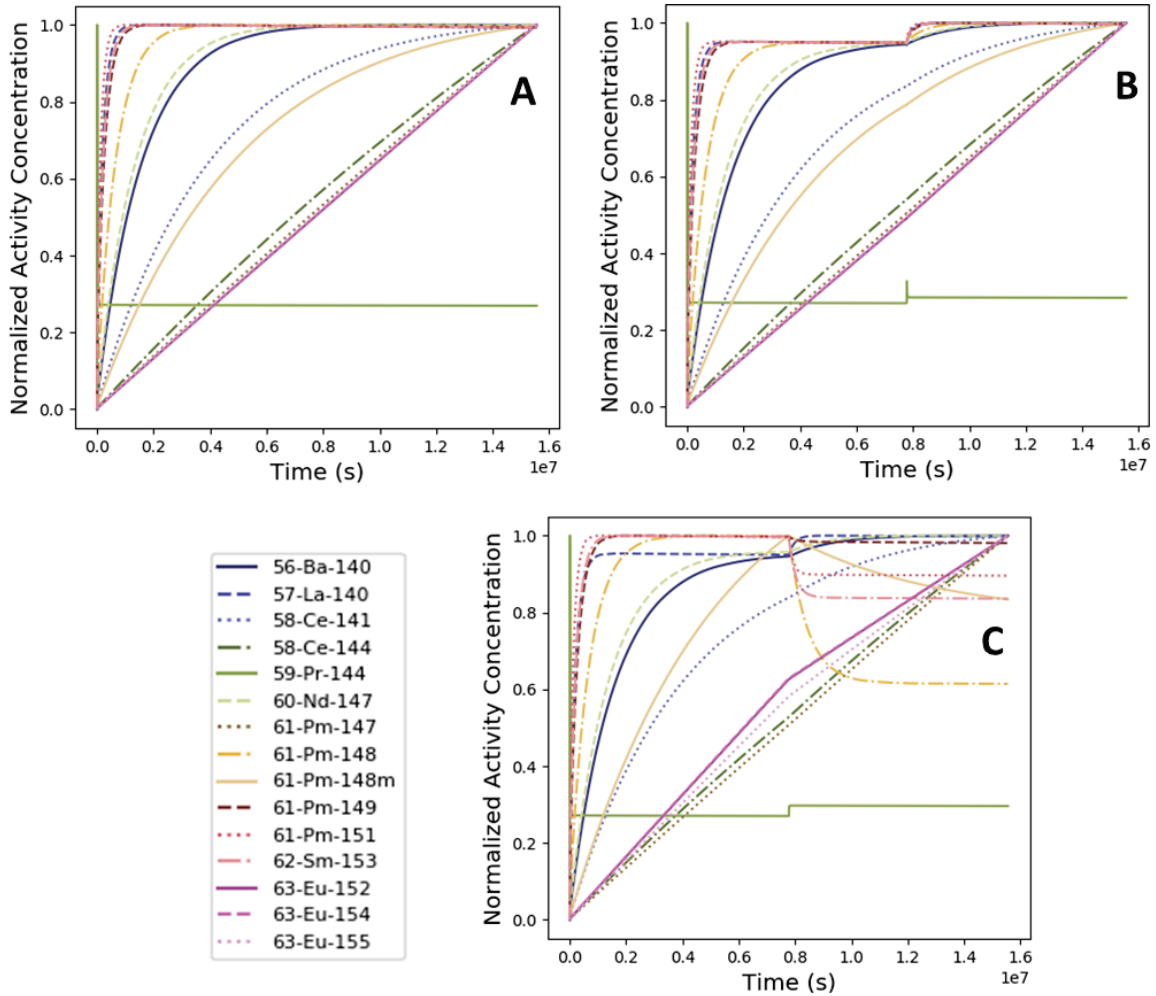 1.0
0.8
0.6
0.4
0.2
0.0
Normalized Activity Concentration
A
0.0 0.2 0.4 0.6 0.8 1.0 1.2 1.4 1.6
1e7
Time (s)
1.0
0.8
0.6
0.4
0.2
0.0
Normalized Activity Concentration
B
0.0 0.2 0.4 0.6 0.8 1.0 1.2 1.4 1.6
1e7
Time (s)
56-Ba-140
57-La-140
58-Ce-141
58-Ce-144
59-Pr-144
60-Nd-147
61-Pm-147
61-Pm-148
61-Pm-148m
61-Pm-149
61-Pm-151
62-Sm-153
63-Eu-152
63-Eu-154
63-Eu-155
1.0
0.8
0.6
0.4
0.2
0.0
Normalized Activity Concentration
C
0.0 0.2 0.4 0.6 0.8 1.0 1.2 1.4 1.6
1e7
Time (s)